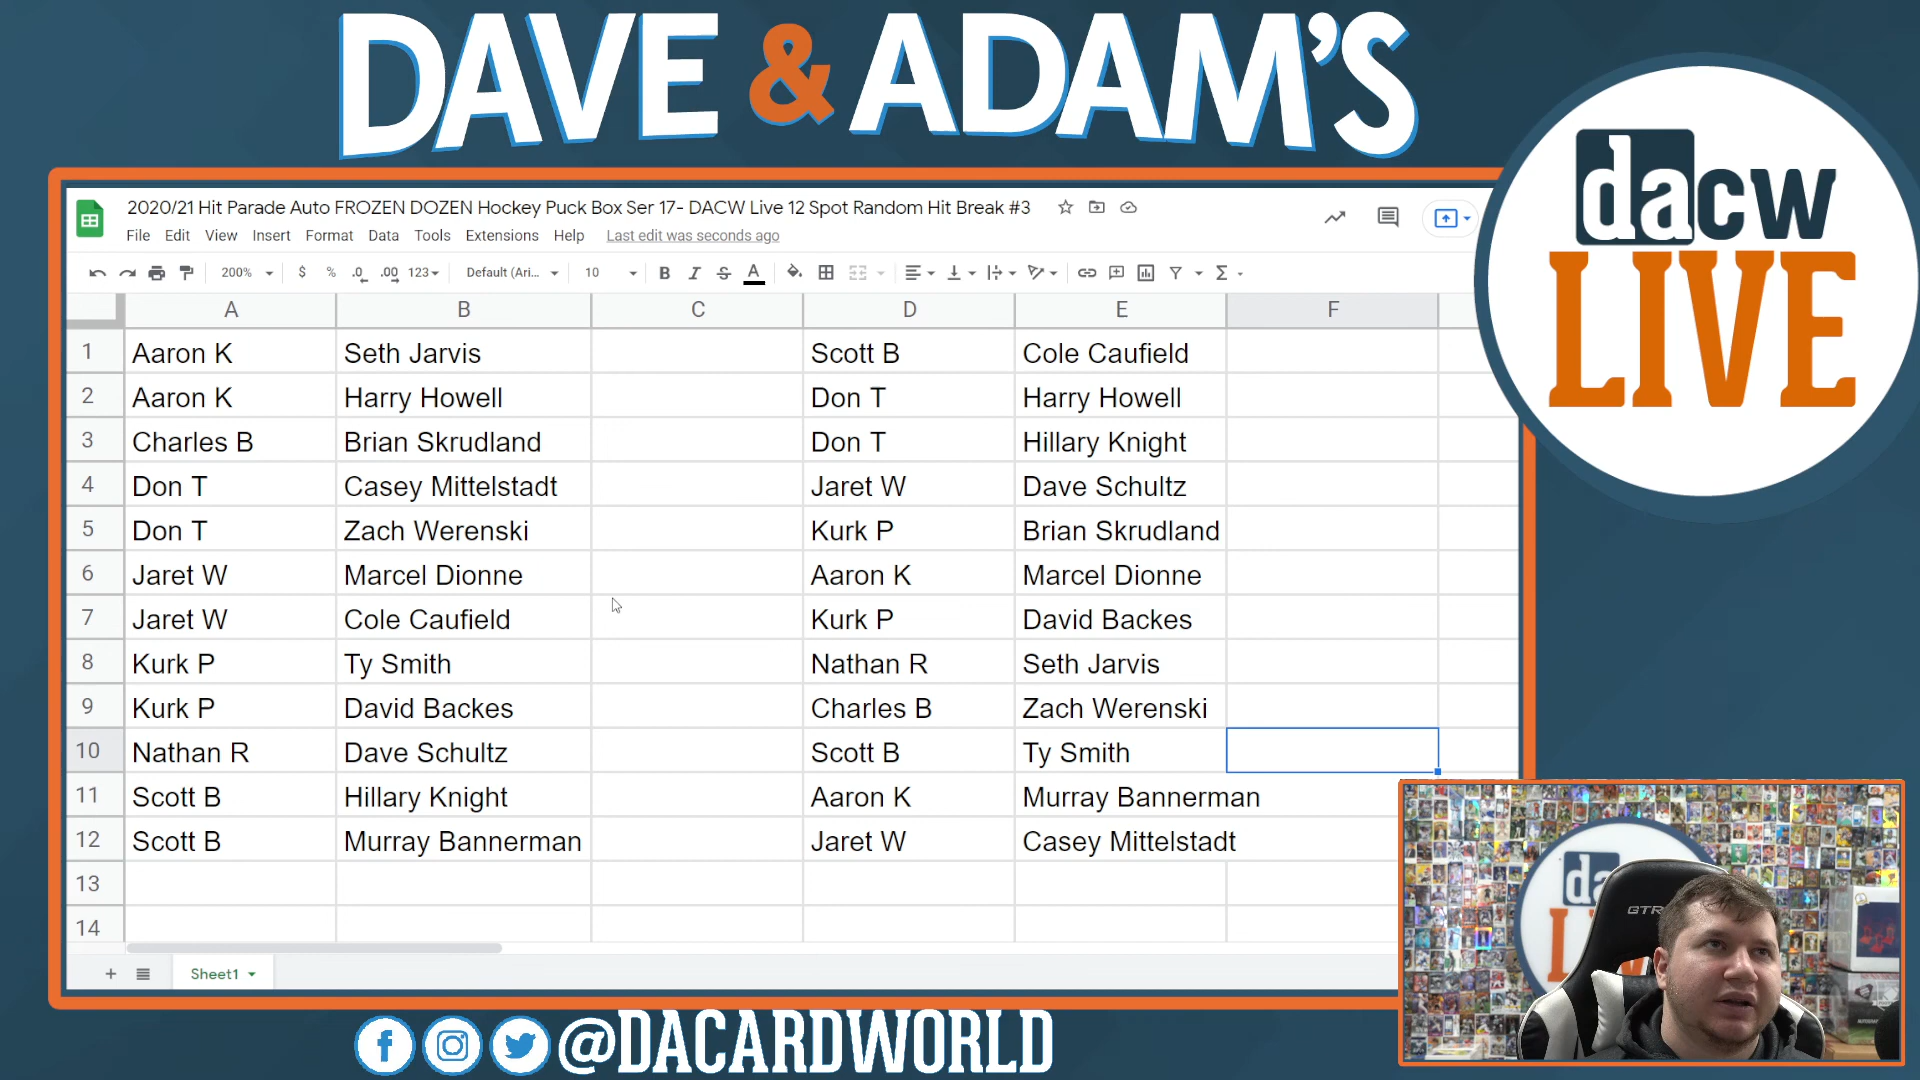 DAVE & ADAM'S
dacw
LIVE
2020/21 Hit Parade Auto FROZEN DOZEN Hockey Puck Box Ser 17- DACW Live 12 Spot Random Hit Break #3
File Edit View Insert Format Data Tools Extensions Help Last edit was seconds ago
200% $ % .0 .00 123 Default (Ari... 10 B I S A Σ
A B C D E F
1 Aaron K Seth Jarvis Scott B Cole Caufield
2 Aaron K Harry Howell Don T Harry Howell
3 Charles B Brian Skrudland Don T Hillary Knight
4 Don T Casey Mittelstadt Jaret W Dave Schultz
5 Don T Zach Werenski Kurk P Brian Skrudland
6 Jaret W Marcel Dionne Aaron K Marcel Dionne
7 Jaret W Cole Caufield Kurk P David Backes
8 Kurk P Ty Smith Nathan R Seth Jarvis
9 Kurk P David Backes Charles B Zach Werenski
10 Nathan R Dave Schultz Scott B Ty Smith
11 Scott B Hillary Knight Aaron K Murray Bannerman
12 Scott B Murray Bannerman Jaret W Casey Mittelstadt
13
14
Sheet1
GTR
@DACARDWORLD